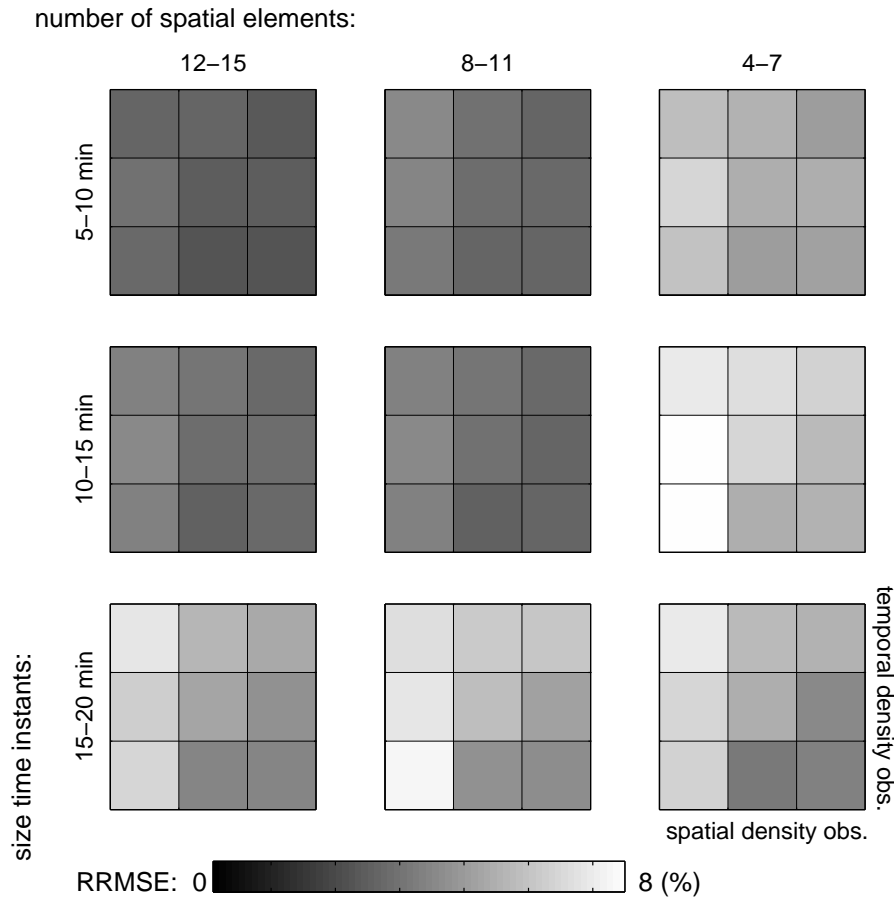 number of spatial elements:
12–15 8–11 4–7
5–10 min
10–15 min
15–20 min
size time instants:
temporal density obs.
spatial density obs.
RRMSE: 0 8 (%)